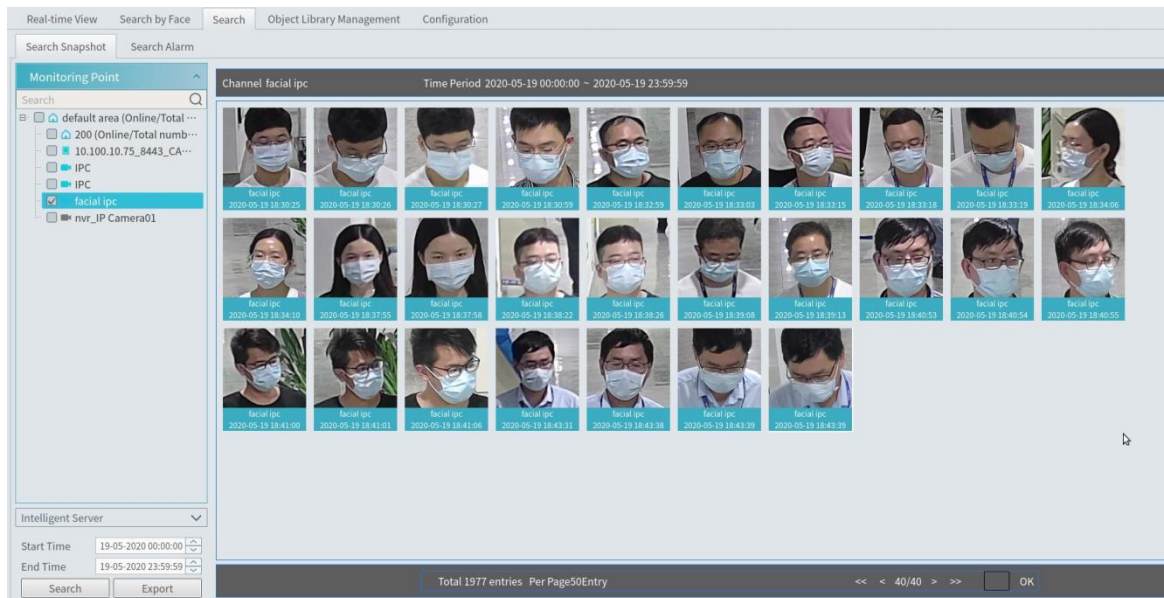 Real-time View Search by Face Search Object Library Management Configuration
Search Snapshot Search Alarm
Monitoring Point
Search
default area (Online/Total ···
200 (Online/Total numb···
10.100.10.75_8443_CA···
IPC
IPC
facial ipc
nvr_IP Camera01
Intelligent Server
Start Time 19-05-2020 00:00:00
End Time 19-05-2020 23:59:59
Search Export
Channel facial ipc Time Period 2020-05-19 00:00:00 ~ 2020-05-19 23:59:59
facial ipc facial ipc facial ipc facial ipc facial ipc facial ipc facial ipc facial ipc facial ipc facial ipc
2020-05-19 18:30:25 2020-05-19 18:30:26 2020-05-19 18:30:27 2020-05-19 18:30:59 2020-05-19 18:32:59 2020-05-19 18:33:03 2020-05-19 18:33:15 2020-05-19 18:33:18 2020-05-19 18:33:19 2020-05-19 18:34:06
facial ipc facial ipc facial ipc facial ipc facial ipc facial ipc facial ipc facial ipc facial ipc facial ipc
2020-05-19 18:34:10 2020-05-19 18:37:55 2020-05-19 18:37:58 2020-05-19 18:38:22 2020-05-19 18:38:26 2020-05-19 18:39:08 2020-05-19 18:39:13 2020-05-19 18:40:53 2020-05-19 18:40:54 2020-05-19 18:40:55
facial ipc facial ipc facial ipc facial ipc facial ipc facial ipc facial ipc
2020-05-19 18:41:00 2020-05-19 18:41:01 2020-05-19 18:41:06 2020-05-19 18:43:31 2020-05-19 18:43:38 2020-05-19 18:43:39 2020-05-19 18:43:39
Total 1977 entries Per Page50Entry << < 40/40 > >> OK